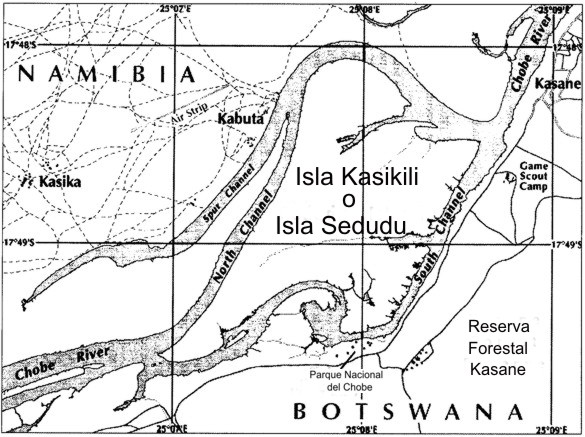 25°07'E
25°08'E
25°09'E
17°48'S
17°48'S
NAMIBIA
Chobe River
Kasane
Air Strip
Kabuta
Kasika
Game
Scout
Camp
Isla Kasikili
o
Isla Sedudu
Spur Channel
North Channel
South Channel
17°49'S
17°49'S
Chobe River
Reserva
Forestal
Kasane
Parque Nacional
del Chobe
BOTSWANA
25°07'E
25°08'E
25°09'E